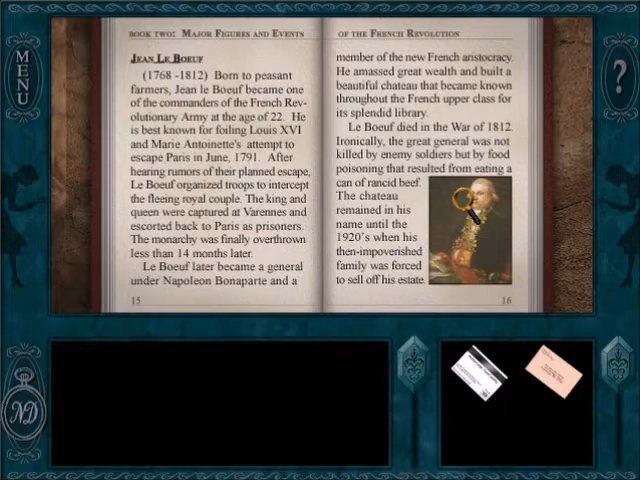 BOOK TWO: MAJOR FIGURES AND EVENTS
JEAN LE BOEUF
(1768 -1812) Born to peasant
farmers, Jean le Boeuf became one
of the commanders of the French Rev-
olutionary Army at the age of 22. He
is best known for foiling Louis XVI
and Marie Antoinette's attempt to
escape Paris in June, 1791. After
hearing rumors of their planned escape,
Le Boeuf organized troops to intercept
the fleeing royal couple. The king and
queen were captured at Varennes and
escorted back to Paris as prisoners.
The monarchy was finally overthrown
less than 14 months later.
Le Boeuf later became a general
under Napoleon Bonaparte and a
15
OF THE FRENCH REVOLUTION
member of the new French aristocracy.
He amassed great wealth and built a
beautiful chateau that became known
throughout the French upper class for
its splendid library.
Le Boeuf died in the War of 1812.
Ironically, the great general was not
killed by enemy soldiers but by food
poisoning that resulted from eating a
can of rancid beef.
The chateau
remained in his
name until the
1920's when his
then-impoverished
family was forced
to sell off his estate.
16
MENU
?
ND